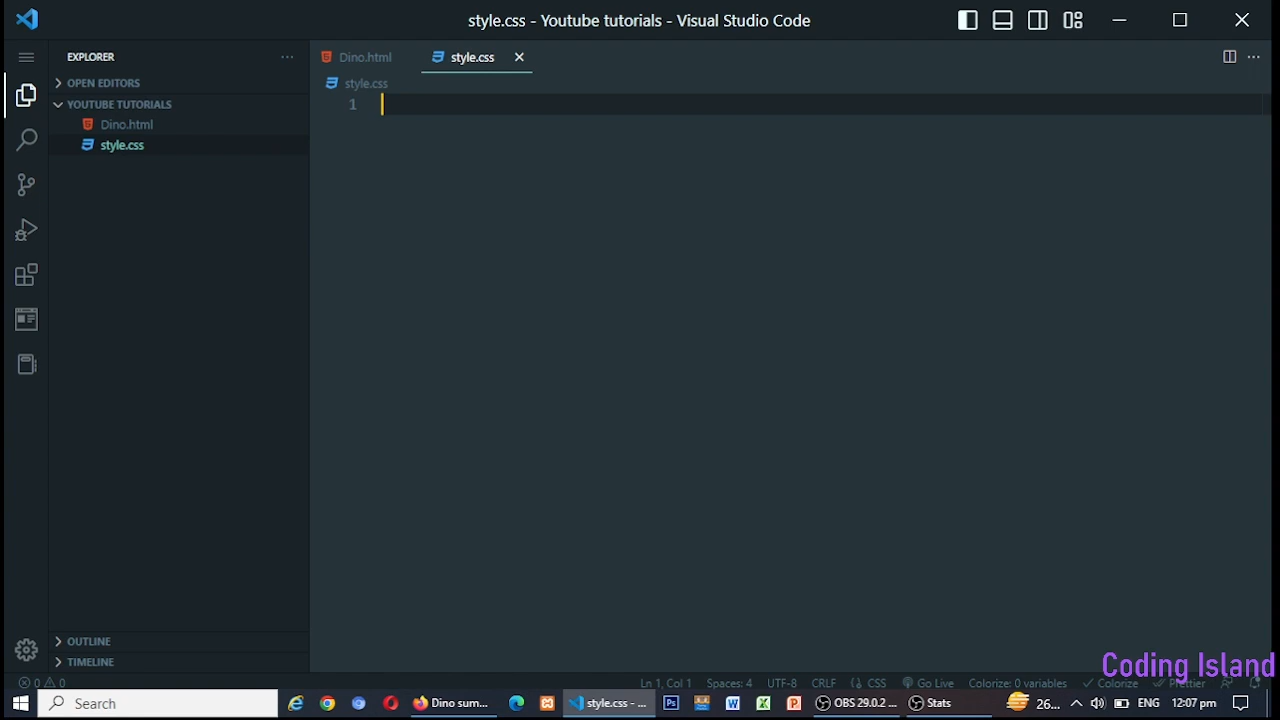 style.css - Youtube tutorials - Visual Studio Code
EXPLORER
Dino.html
style.css
OPEN EDITORS
style.css
YOUTUBE TUTORIALS
1
Dino.html
style.css
OUTLINE
TIMELINE
Coding Island
0 0
Ln 1, Col 1
Spaces: 4
UTF-8
CRLF
CSS
Go Live
Colorize: 0 variables
Colorize
Prettier
Search
Dino sum...
style.css - ...
OBS 29.0.2 ...
Stats
26...
ENG
12:07 pm